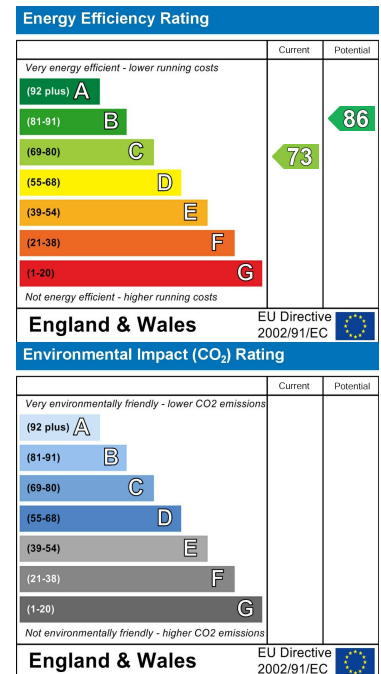 Energy Efficiency Rating
Current Potential
Very energy efficient - lower running costs
(92 plus) A
(81-91) B
86
(69-80) C
73
(55-68) D
(39-54) E
(21-38) F
(1-20) G
Not energy efficient - higher running costs
England & Wales
EU Directive
2002/91/EC
Environmental Impact (CO₂) Rating
Current Potential
Very environmentally friendly - lower CO2 emissions
(92 plus) A
(81-91) B
(69-80) C
(55-68) D
(39-54) E
(21-38) F
(1-20) G
Not environmentally friendly - higher CO2 emissions
England & Wales
EU Directive
2002/91/EC